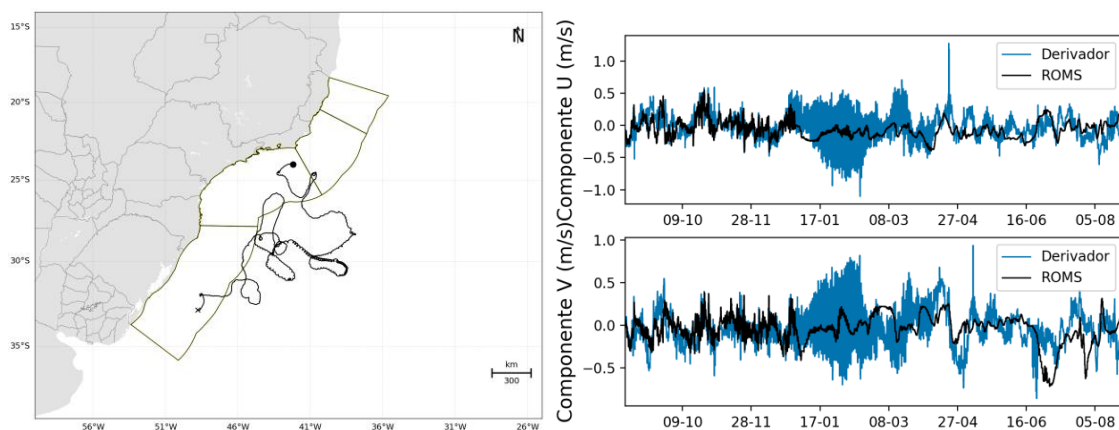 15°S
20°S
25°S
30°S
35°S
56°W
51°W
46°W
41°W
36°W
26°W
N
km
300
Componente U (m/s)
1.0
0.5
0.0
−0.5
−1.0
Derivador
ROMS
09-10
28-11
17-01
08-03
27-04
16-06
05-08
Componente V (m/s)
1.0
0.5
0.0
−0.5
Derivador
ROMS
09-10
28-11
17-01
08-03
27-04
16-06
05-08